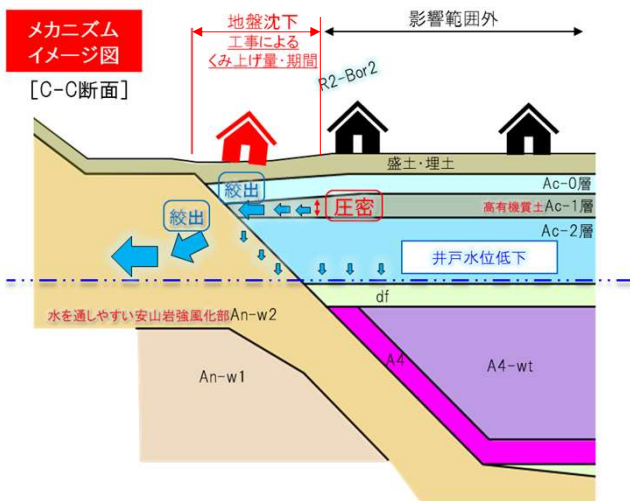 メカニズム
イメージ図
[C-C断面]
地盤沈下
工事による
くみ上げ量・期間
影響範囲外
R2-Bor2
盛土・埋土
Ac-0層
絞出
圧密
高有機質土Ac-1層
絞出
Ac-2層
井戸水位低下
df
水を通しやすい安山岩強風化部An-w2
A4
A4-wt
An-w1